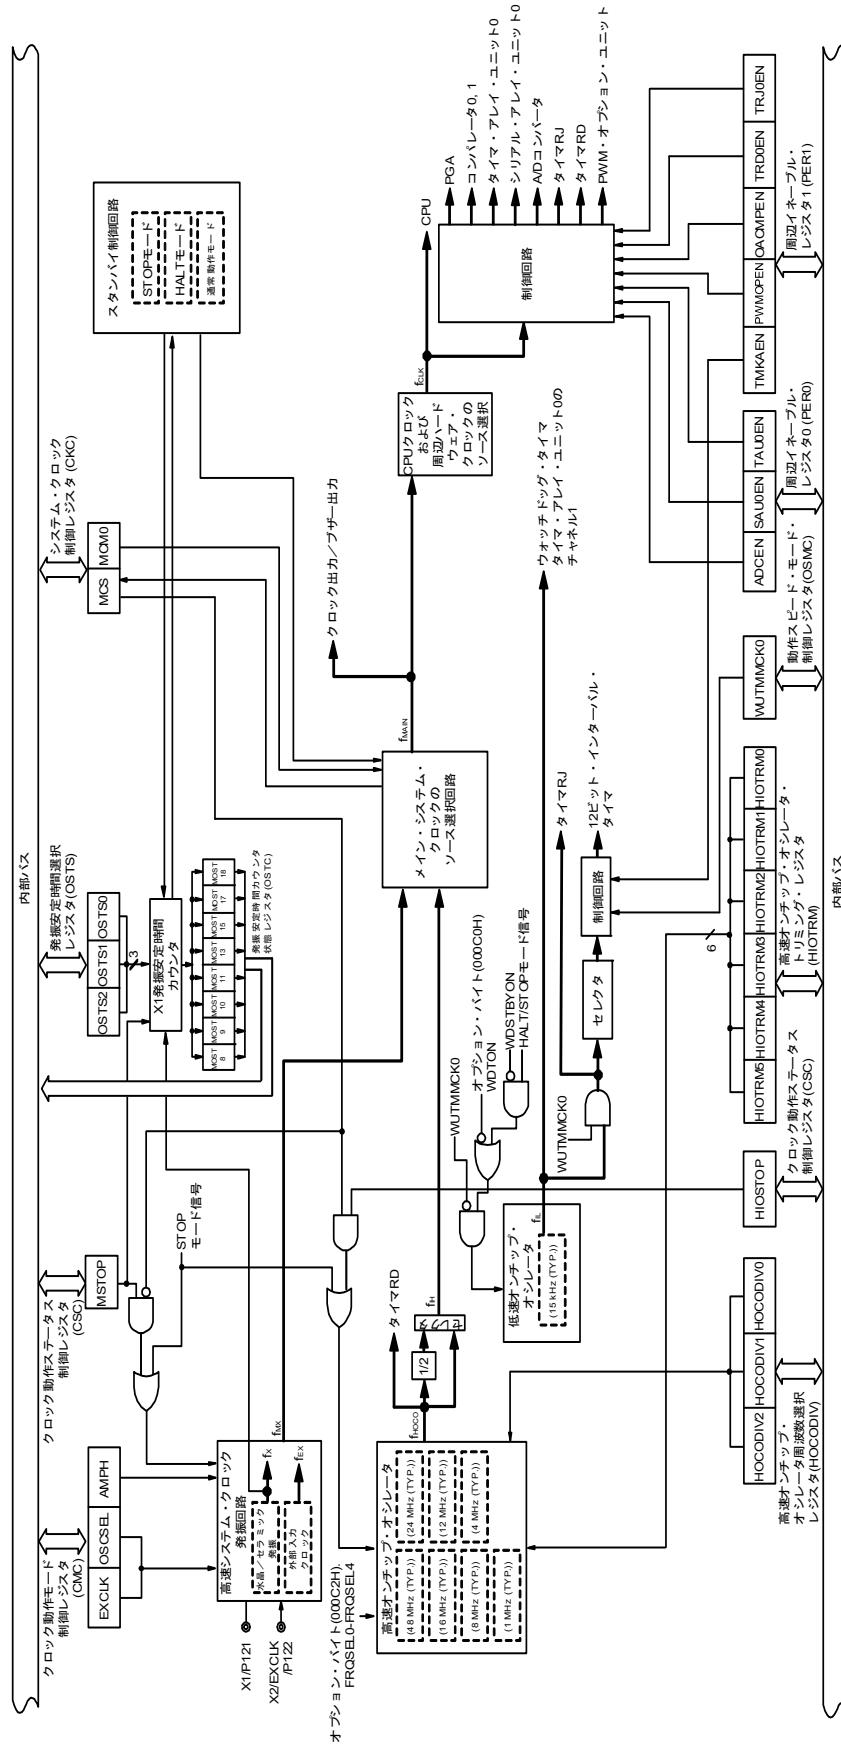 内部バス
クロック動作モード
制御レジスタ
(CMC)
EXCLK
OSCSEL
AMPH
クロック動作ステータス
制御レジスタ
(CSC)
MSTOP
STOP
モード信号
発振安定時間選択
レジスタ(OSTS)
OSTS2
OSTS1
OSTS0
3
X1発振安定時間
カウンタ
MOST
8
MOST
9
MOST
10
MOST
11
MOST
13
MOST
15
MOST
17
MOST
18
発振安定時間カウンタ
状態レジスタ(OSTC)
システム・クロック
制御レジスタ(CKC)
MCS
MCM0
スタンバイ制御回路
STOPモード
HALTモード
通常動作モード
X1/P121
X2/EXCLK
/P122
高速システム・クロック
発振回路
水晶/セラミック
発振
外部入力
クロック
fX
fEX
fMX
オプション・バイト(000C2H).
FRQSEL0-FRQSEL4
高速オンチップ・オシレータ
(48 MHz (TYP.))
(24 MHz (TYP.))
(16 MHz (TYP.))
(12 MHz (TYP.))
(8 MHz (TYP.))
(4 MHz (TYP.))
(1 MHz (TYP.))
fHOCO
1/2
セレクタ
タイマRD
fIH
メイン・システム・
クロックの
ソース選択回路
fMAIN
クロック出力/ブザー出力
CPUクロック
および
周辺ハード
ウェア・
クロックの
ソース選択
fCLK
CPU
制御回路
PGA
コンパレータ0, 1
タイマ・アレイ・ユニット0
シリアル・アレイ・ユニット0
A/Dコンバータ
タイマRJ
タイマRD
PWM・オプション・ユニット
WUTMMCK0
オプション・バイト(000C0H)
WDTON
WDSTBYON
HALT/STOPモード信号
低速オンチップ・
オシレータ
(15 kHz (TYP.))
fIL
ウォッチドッグ・タイマ
タイマ・アレイ・ユニット0の
チャネル1
WUTMMCK0
タイマRJ
セレクタ
制御回路
12ビット・インターバル・
タイマ
6
HOCODIV2
HOCODIV1
HOCODIV0
高速オンチップ・
オシレータ周波数選択
レジスタ(HOCODIV)
HIOSTOP
クロック動作ステータス
制御レジスタ(CSC)
HIOTRM5
HIOTRM4
HIOTRM3
HIOTRM2
HIOTRM1
HIOTRM0
高速オンチップ・オシレータ・
トリミング・レジスタ
(HIOTRM)
WUTMMCK0
動作スピード・モード・
制御レジスタ(OSMC)
ADCEN
SAU0EN
TAU0EN
周辺イネーブル・
レジスタ0 (PER0)
TMKAEN
PWMOPEN
OACMPEN
TRD0EN
TRJ0EN
周辺イネーブル・
レジスタ1 (PER1)
内部バス